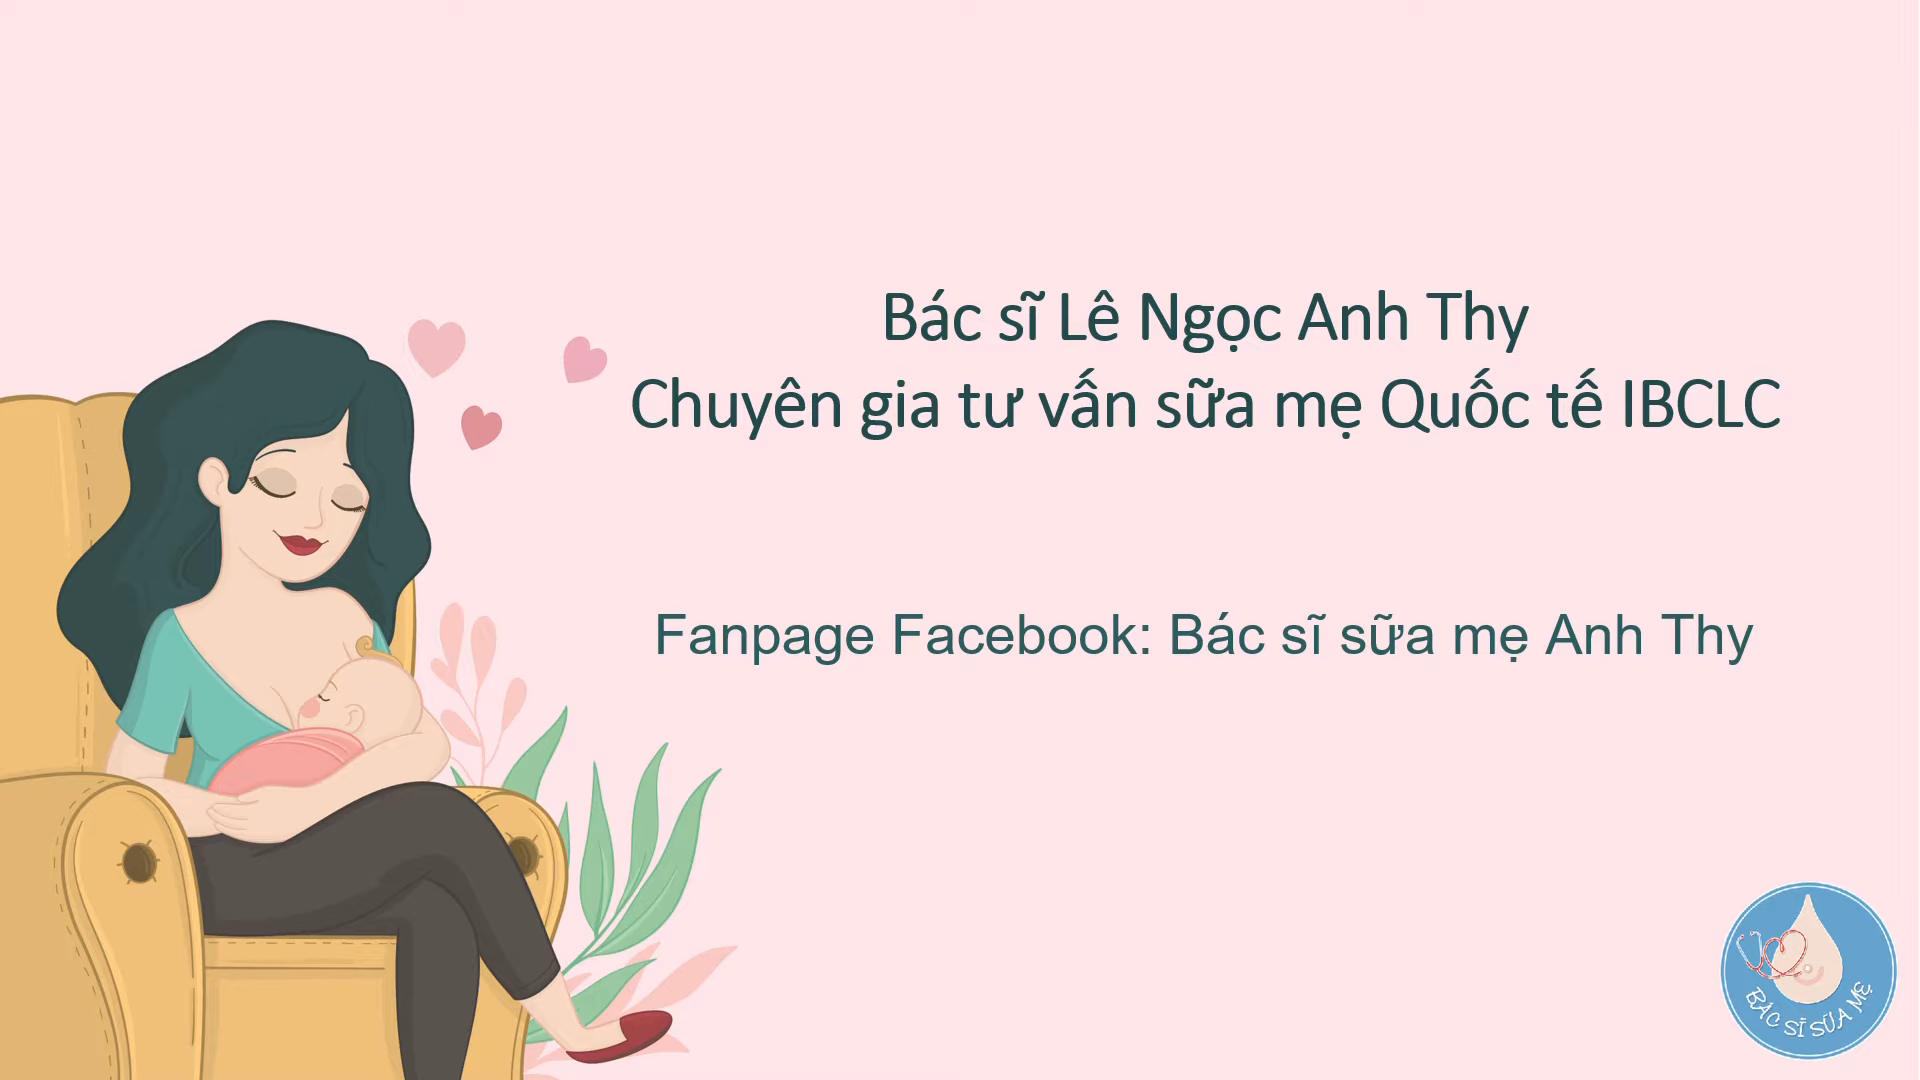 Bác sĩ Lê Ngọc Anh Thy
Chuyên gia tư vấn sữa mẹ Quốc tế IBCLC
Fanpage Facebook: Bác sĩ sữa mẹ Anh Thy
BÁC SĨ SỮA MẸ